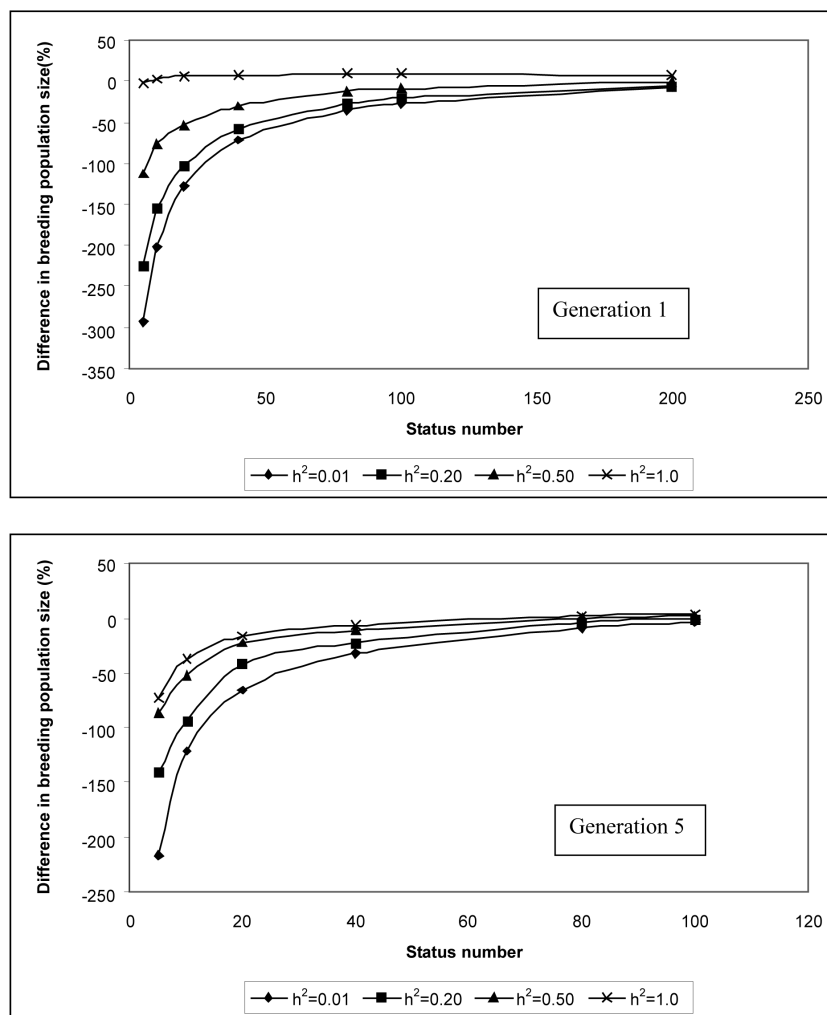 Difference in breeding population size(%)
50
0
-50
-100
-150
-200
-250
-300
-350
0
50
100
150
200
250
Status number
Generation 1
h²=0.01
h²=0.20
h²=0.50
h²=1.0
Difference in breeding population size (%)
50
0
-50
-100
-150
-200
-250
0
20
40
60
80
100
120
Status number
Generation 5
h²=0.01
h²=0.20
h²=0.50
h²=1.0